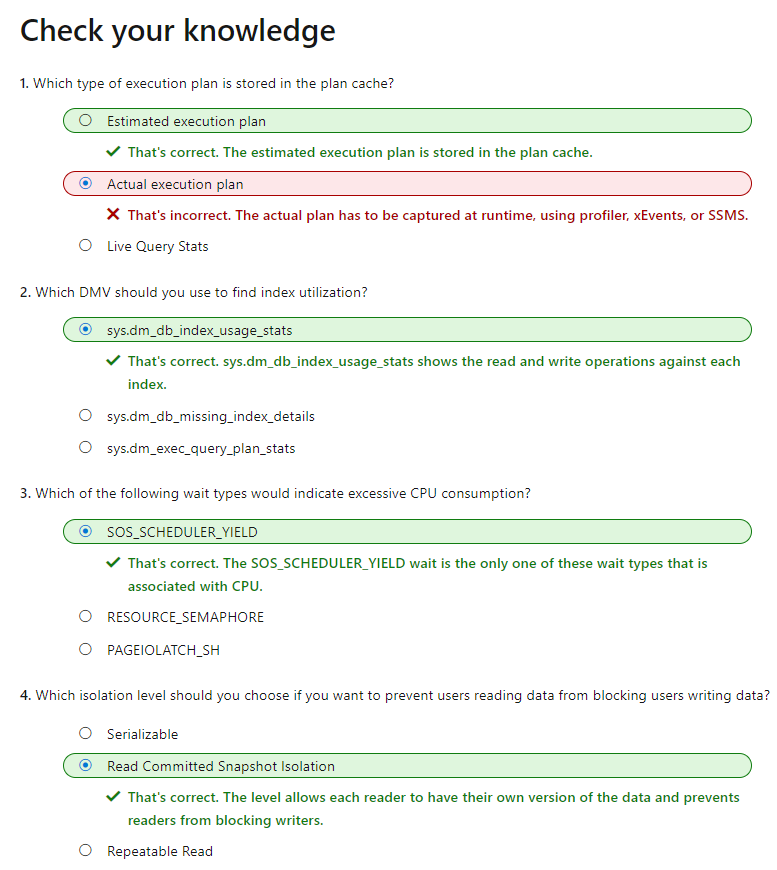 Check your knowledge
1. Which type of execution plan is stored in the plan cache?
Estimated execution plan
That's correct. The estimated execution plan is stored in the plan cache.
Actual execution plan
That's incorrect. The actual plan has to be captured at runtime, using profiler, xEvents, or SSMS.
Live Query Stats
2. Which DMV should you use to find index utilization?
sys.dm_db_index_usage_stats
That's correct. sys.dm_db_index_usage_stats shows the read and write operations against each
index.
sys.dm_db_missing_index_details
sys.dm_exec_query_plan_stats
3. Which of the following wait types would indicate excessive CPU consumption?
SOS_SCHEDULER_YIELD
That's correct. The SOS_SCHEDULER_YIELD wait is the only one of these wait types that is
associated with CPU.
RESOURCE_SEMAPHORE
PAGEIOLATCH_SH
4. Which isolation level should you choose if you want to prevent users reading data from blocking users writing data?
Serializable
Read Committed Snapshot Isolation
That's correct. The level allows each reader to have their own version of the data and prevents
readers from blocking writers.
Repeatable Read